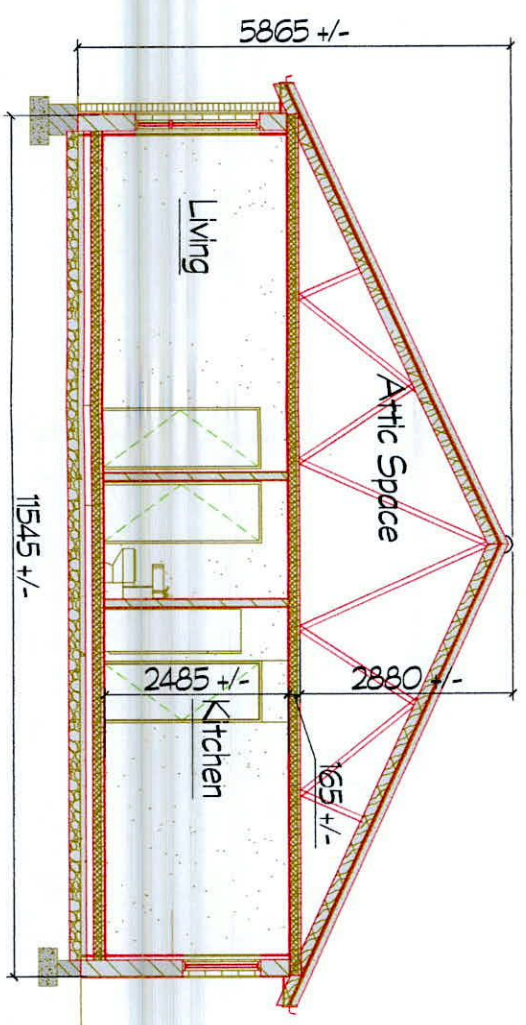 5865 +/-
Attic Space
Living
2880 +/-
165 +/-
2485 +/-
Kitchen
11545 +/-